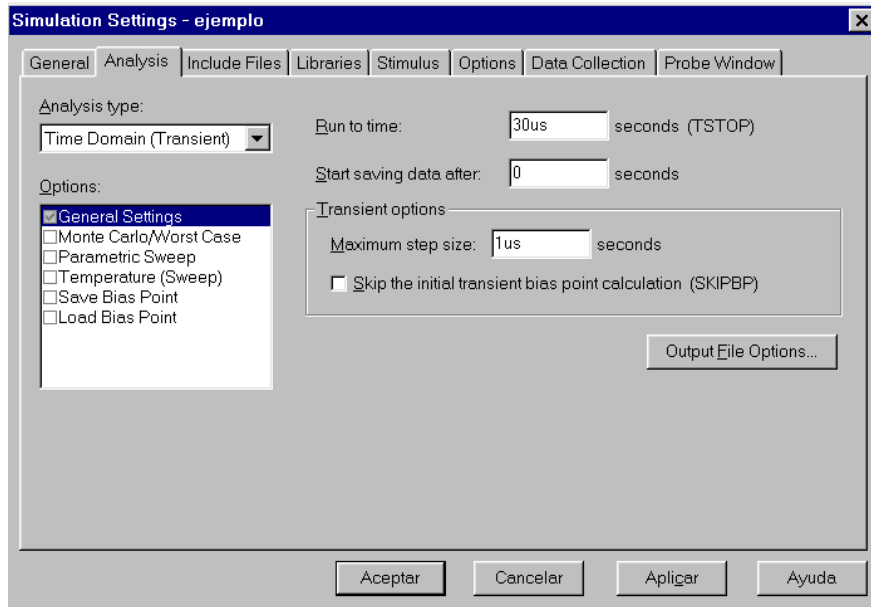 Simulation Settings - ejemplo
General Analysis Include Files Libraries Stimulus Options Data Collection Probe Window
Analysis type:
Time Domain (Transient)
Options:
General Settings
Monte Carlo/Worst Case
Parametric Sweep
Temperature (Sweep)
Save Bias Point
Load Bias Point
Run to time: 30us seconds (TSTOP)
Start saving data after: 0 seconds
Transient options
Maximum step size: 1us seconds
Skip the initial transient bias point calculation (SKIPBP)
Output File Options...
Aceptar Cancelar Aplicar Ayuda